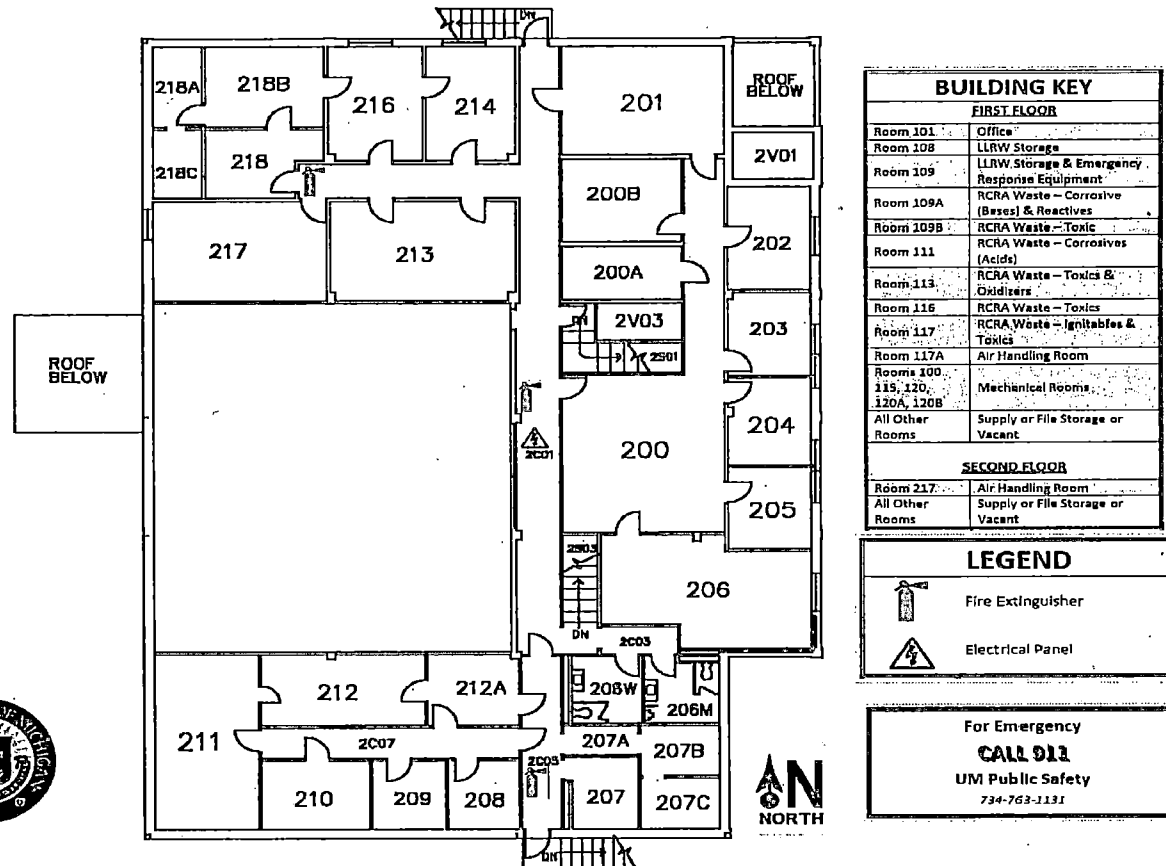 DN
218A
218B
216
214
201
ROOF
BELOW
2V01
218C
218
200B
202
217
213
200A
2V03
DN
2S01
203
ROOF
BELOW
2C01
200
204
205
2S03
206
DN
2C03
212
212A
206M
211
2C07
207A
207B
2C05
210
209
208
207
207C
DN
N
NORTH
BUILDING KEY
FIRST FLOOR
Room 101 Office
Room 108 LLRW Storage
Room 109 LLRW Storage & Emergency
Response Equipment
Room 109A RCRA Waste – Corrosive
(Bases) & Reactives
Room 109B RCRA Waste – Toxic
Room 111 RCRA Waste – Corrosives
(Acids)
Room 113 RCRA Waste – Toxics &
Oxidizers
Room 116 RCRA Waste – Toxics
Room 117 RCRA Waste – Ignitables &
Toxics
Room 117A Air Handling Room
Rooms 100
115, 120,
120A, 120B
Mechanical Rooms
All Other
Rooms
Supply or File Storage or
Vacant
SECOND FLOOR
Room 217 Air Handling Room
All Other
Rooms
Supply or File Storage or
Vacant
LEGEND
Fire Extinguisher
Electrical Panel
For Emergency
CALL 911
UM Public Safety
734-763-1131